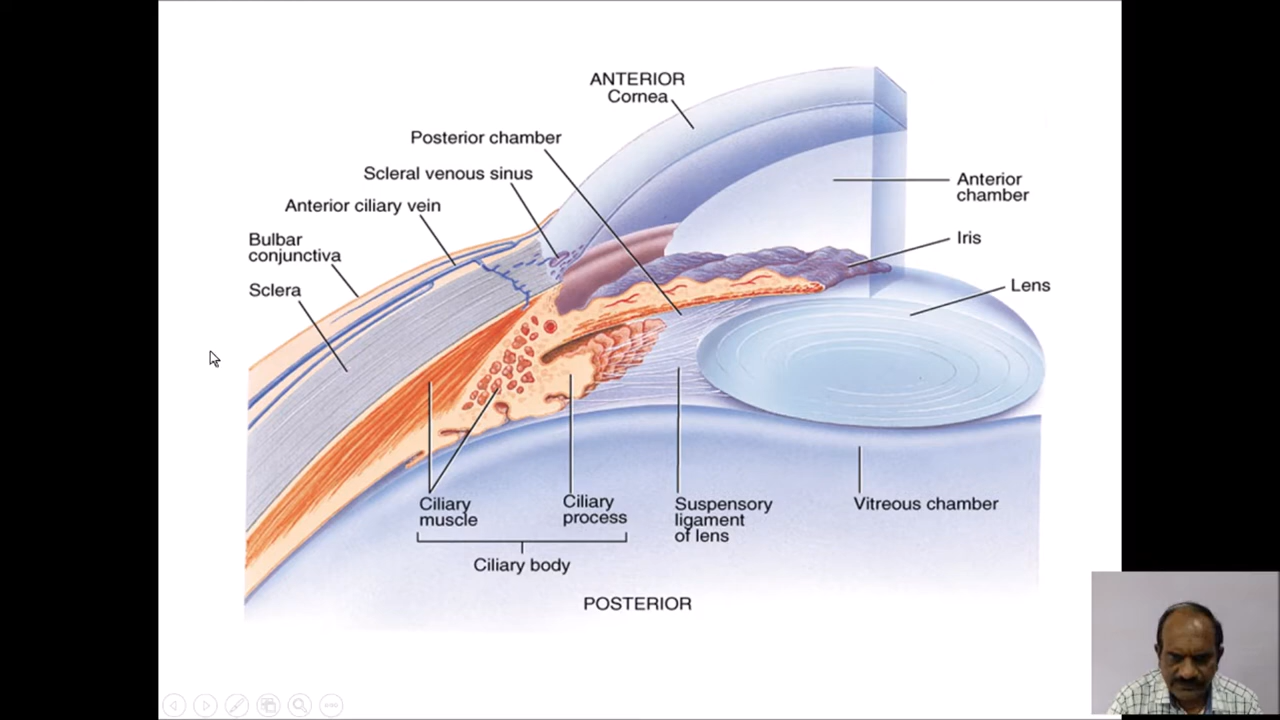 ANTERIOR
Cornea
Posterior chamber
Scleral venous sinus
Anterior ciliary vein
Bulbar
conjunctiva
Sclera
Anterior
chamber
Iris
Lens
Ciliary
muscle
Ciliary
process
Suspensory
ligament
of lens
Vitreous chamber
Ciliary body
POSTERIOR